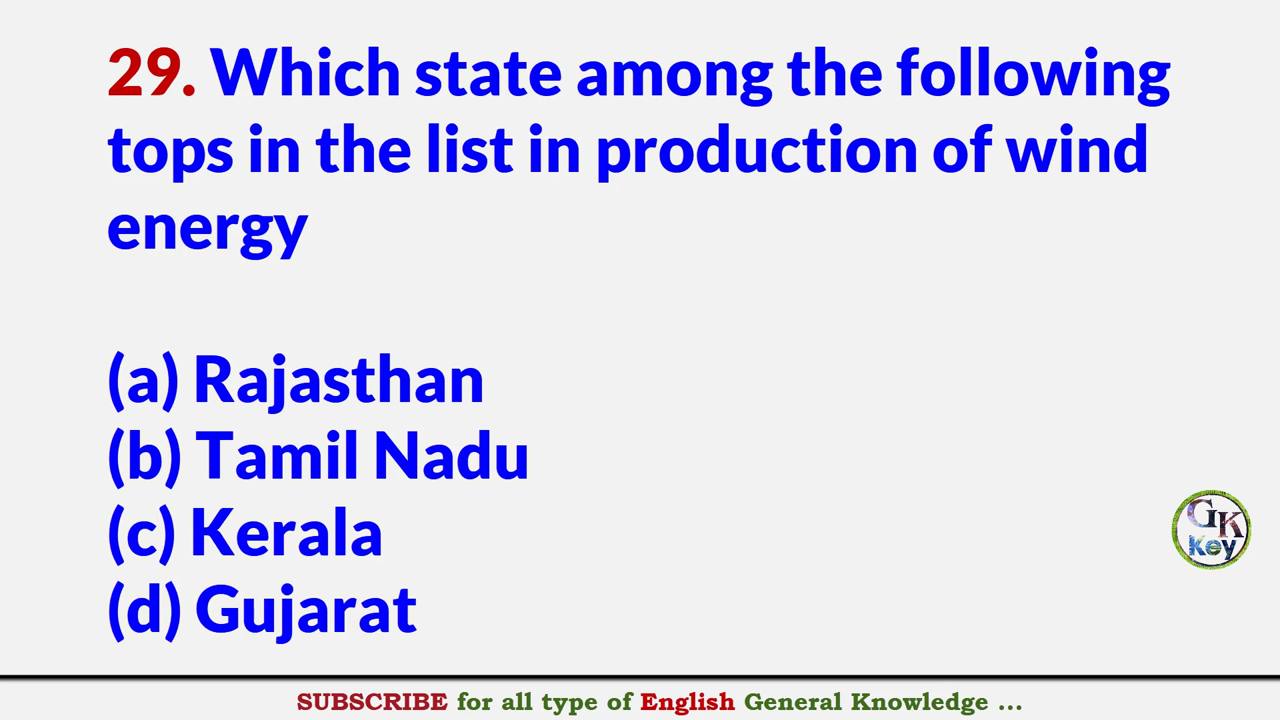 29. Which state among the following
tops in the list in production of wind
energy
(a) Rajasthan
(b) Tamil Nadu
(c) Kerala
(d) Gujarat
GK
Key
SUBSCRIBE for all type of English General Knowledge ...